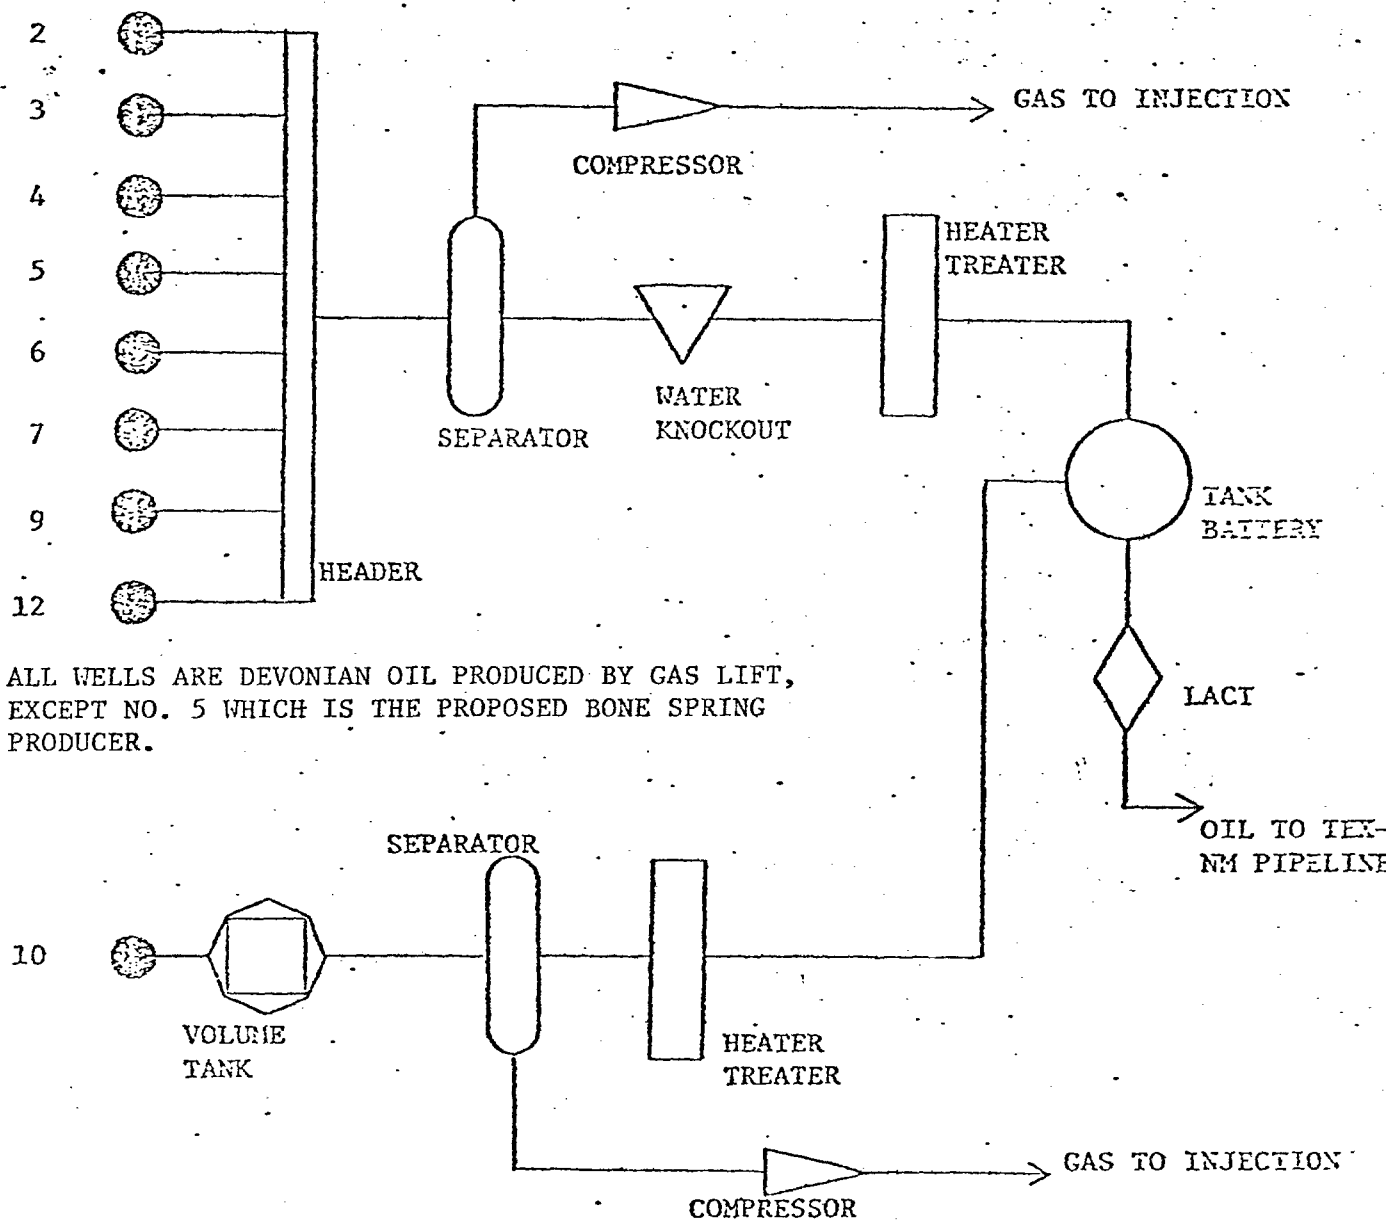 2
3
GAS TO INJECTION
COMPRESSOR
4
HEATER
TREATER
5
6
WATER
KNOCKOUT
7
SEPARATOR
TANK
BATTERY
9
HEADER
12
ALL WELLS ARE DEVONIAN OIL PRODUCED BY GAS LIFT,
EXCEPT NO. 5 WHICH IS THE PROPOSED BONE SPRING
PRODUCER.
LACT
OIL TO TEX-
NM PIPELINE
SEPARATOR
10
VOLUME
TANK
HEATER
TREATER
GAS TO INJECTION
COMPRESSOR